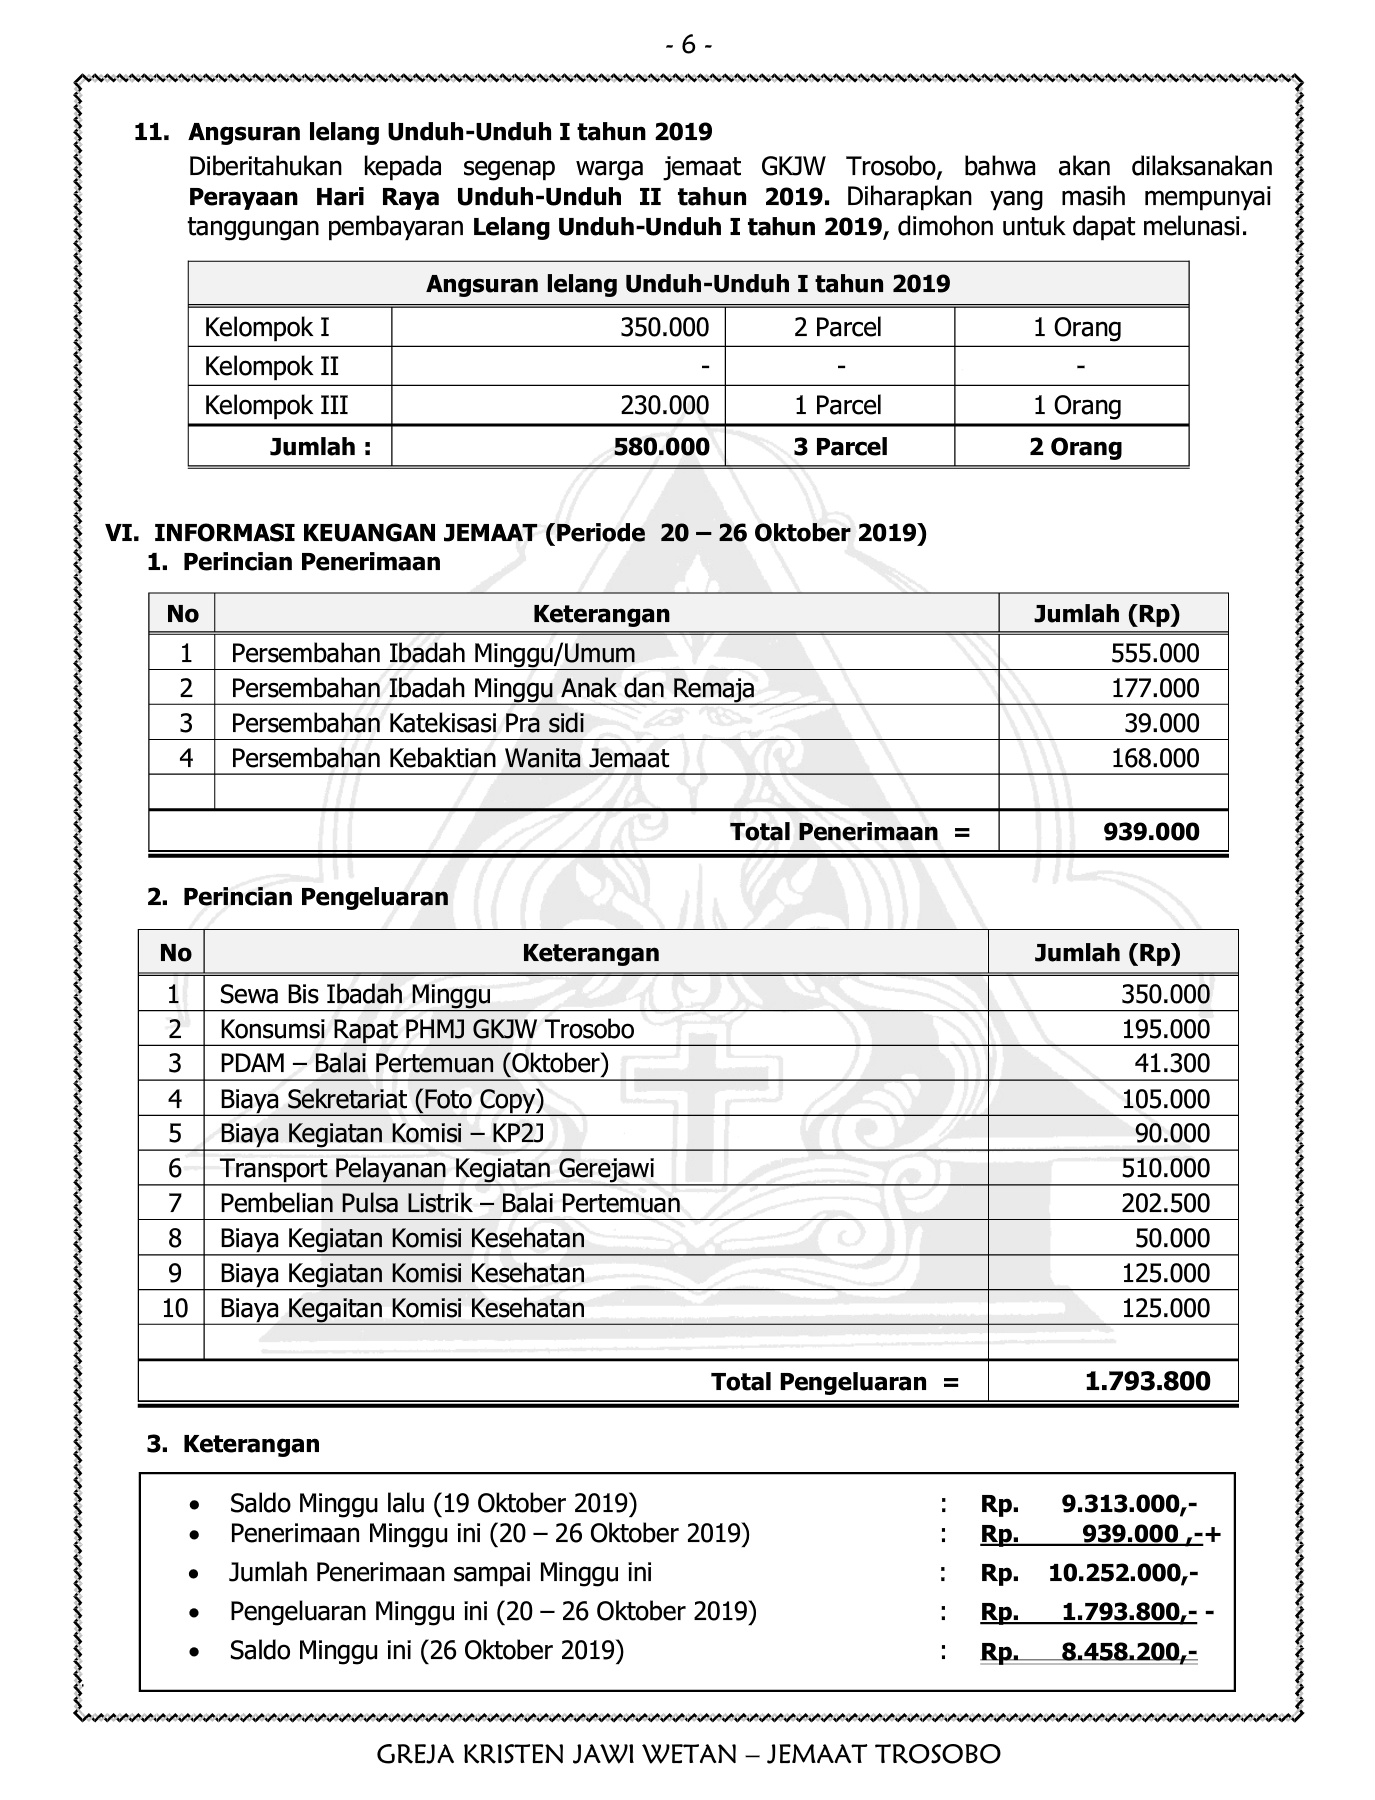 - 6 -
11. Angsuran lelang Unduh-Unduh I tahun 2019
Diberitahukan kepada segenap warga jemaat GKJW Trosobo, bahwa akan dilaksanakan
Perayaan Hari Raya Unduh-Unduh II tahun 2019. Diharapkan yang masih mempunyai
tanggungan pembayaran Lelang Unduh-Unduh I tahun 2019, dimohon untuk dapat melunasi.
Angsuran lelang Unduh-Unduh I tahun 2019
Kelompok I 350.000 2 Parcel 1 Orang
Kelompok II - - -
Kelompok III 230.000 1 Parcel 1 Orang
Jumlah : 580.000 3 Parcel 2 Orang
VI. INFORMASI KEUANGAN JEMAAT (Periode 20 – 26 Oktober 2019)
1. Perincian Penerimaan
No Keterangan Jumlah (Rp)
1 Persembahan Ibadah Minggu/Umum 555.000
2 Persembahan Ibadah Minggu Anak dan Remaja 177.000
3 Persembahan Katekisasi Pra sidi 39.000
4 Persembahan Kebaktian Wanita Jemaat 168.000
Total Penerimaan = 939.000
2. Perincian Pengeluaran
No Keterangan Jumlah (Rp)
1 Sewa Bis Ibadah Minggu 350.000
2 Konsumsi Rapat PHMJ GKJW Trosobo 195.000
3 PDAM – Balai Pertemuan (Oktober) 41.300
4 Biaya Sekretariat (Foto Copy) 105.000
5 Biaya Kegiatan Komisi – KP2J 90.000
6 Transport Pelayanan Kegiatan Gerejawi 510.000
7 Pembelian Pulsa Listrik – Balai Pertemuan 202.500
8 Biaya Kegiatan Komisi Kesehatan 50.000
9 Biaya Kegiatan Komisi Kesehatan 125.000
10 Biaya Kegaitan Komisi Kesehatan 125.000
Total Pengeluaran = 1.793.800
3. Keterangan
• Saldo Minggu lalu (19 Oktober 2019) : Rp. 9.313.000,-
• Penerimaan Minggu ini (20 – 26 Oktober 2019) : Rp. 939.000 ,-+
• Jumlah Penerimaan sampai Minggu ini : Rp. 10.252.000,-
• Pengeluaran Minggu ini (20 – 26 Oktober 2019) : Rp. 1.793.800,- -
• Saldo Minggu ini (26 Oktober 2019) : Rp. 8.458.200,-
GREJA KRISTEN JAWI WETAN – JEMAAT TROSOBO